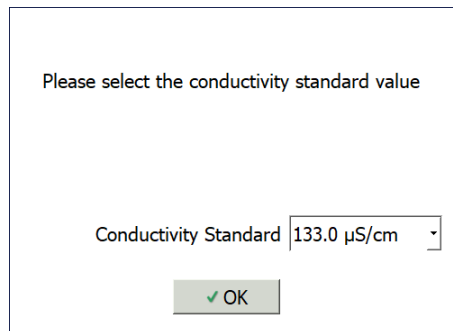 Please select the conductivity standard value
Conductivity Standard 133.0 µS/cm
OK